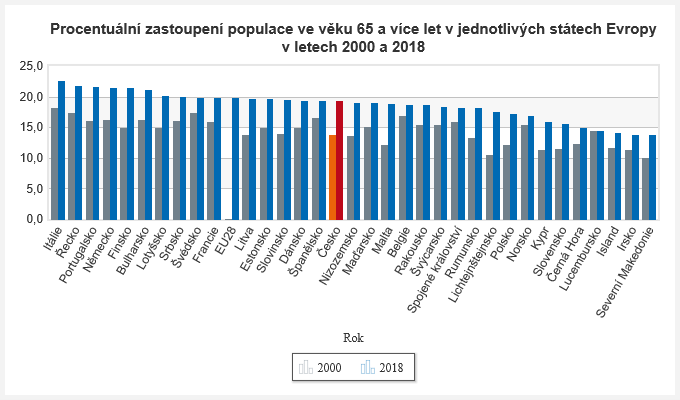 Procentuální zastoupení populace ve věku 65 a více let v jednotlivých státech Evropy
v letech 2000 a 2018
25,0
20,0
15,0
10,0
5,0
0,0
Itálie
Řecko
Portugalsko
Německo
Finsko
Bulharsko
Lotyšsko
Srbsko
Švédsko
Francie
EU28
Litva
Estonsko
Slovinsko
Dánsko
Španělsko
Česko
Nizozemsko
Maďarsko
Malta
Belgie
Rakousko
Švýcarsko
Spojené království
Rumunsko
Lichtejnštejnsko
Polsko
Norsko
Kypr
Slovensko
Černá Hora
Lucembursko
Island
Irsko
Severní Makedonie
Rok
2000
2018